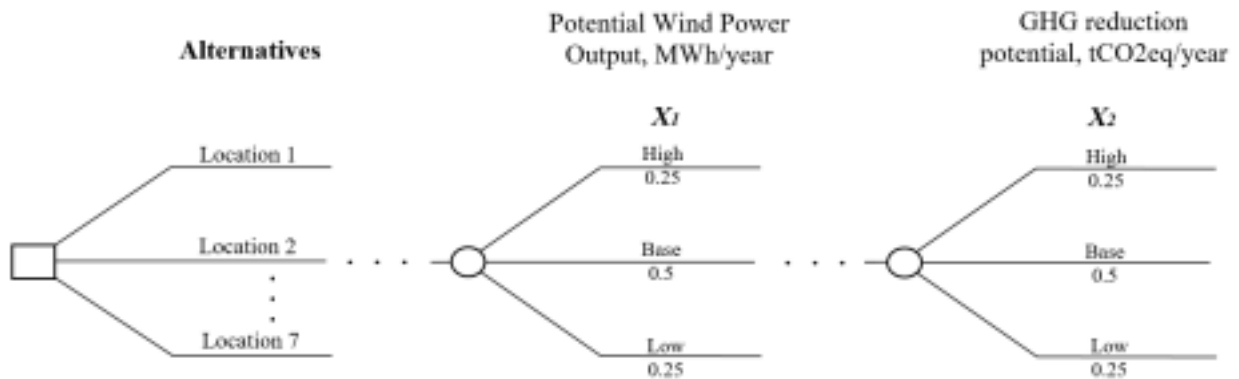 Alternatives
Potential Wind Power
Output, MWh/year
GHG reduction
potential, tCO2eq/year
X1
X2
Location 1
Location 2
Location 7
High
0.25
Base
0.5
Low
0.25
High
0.25
Base
0.5
Low
0.25